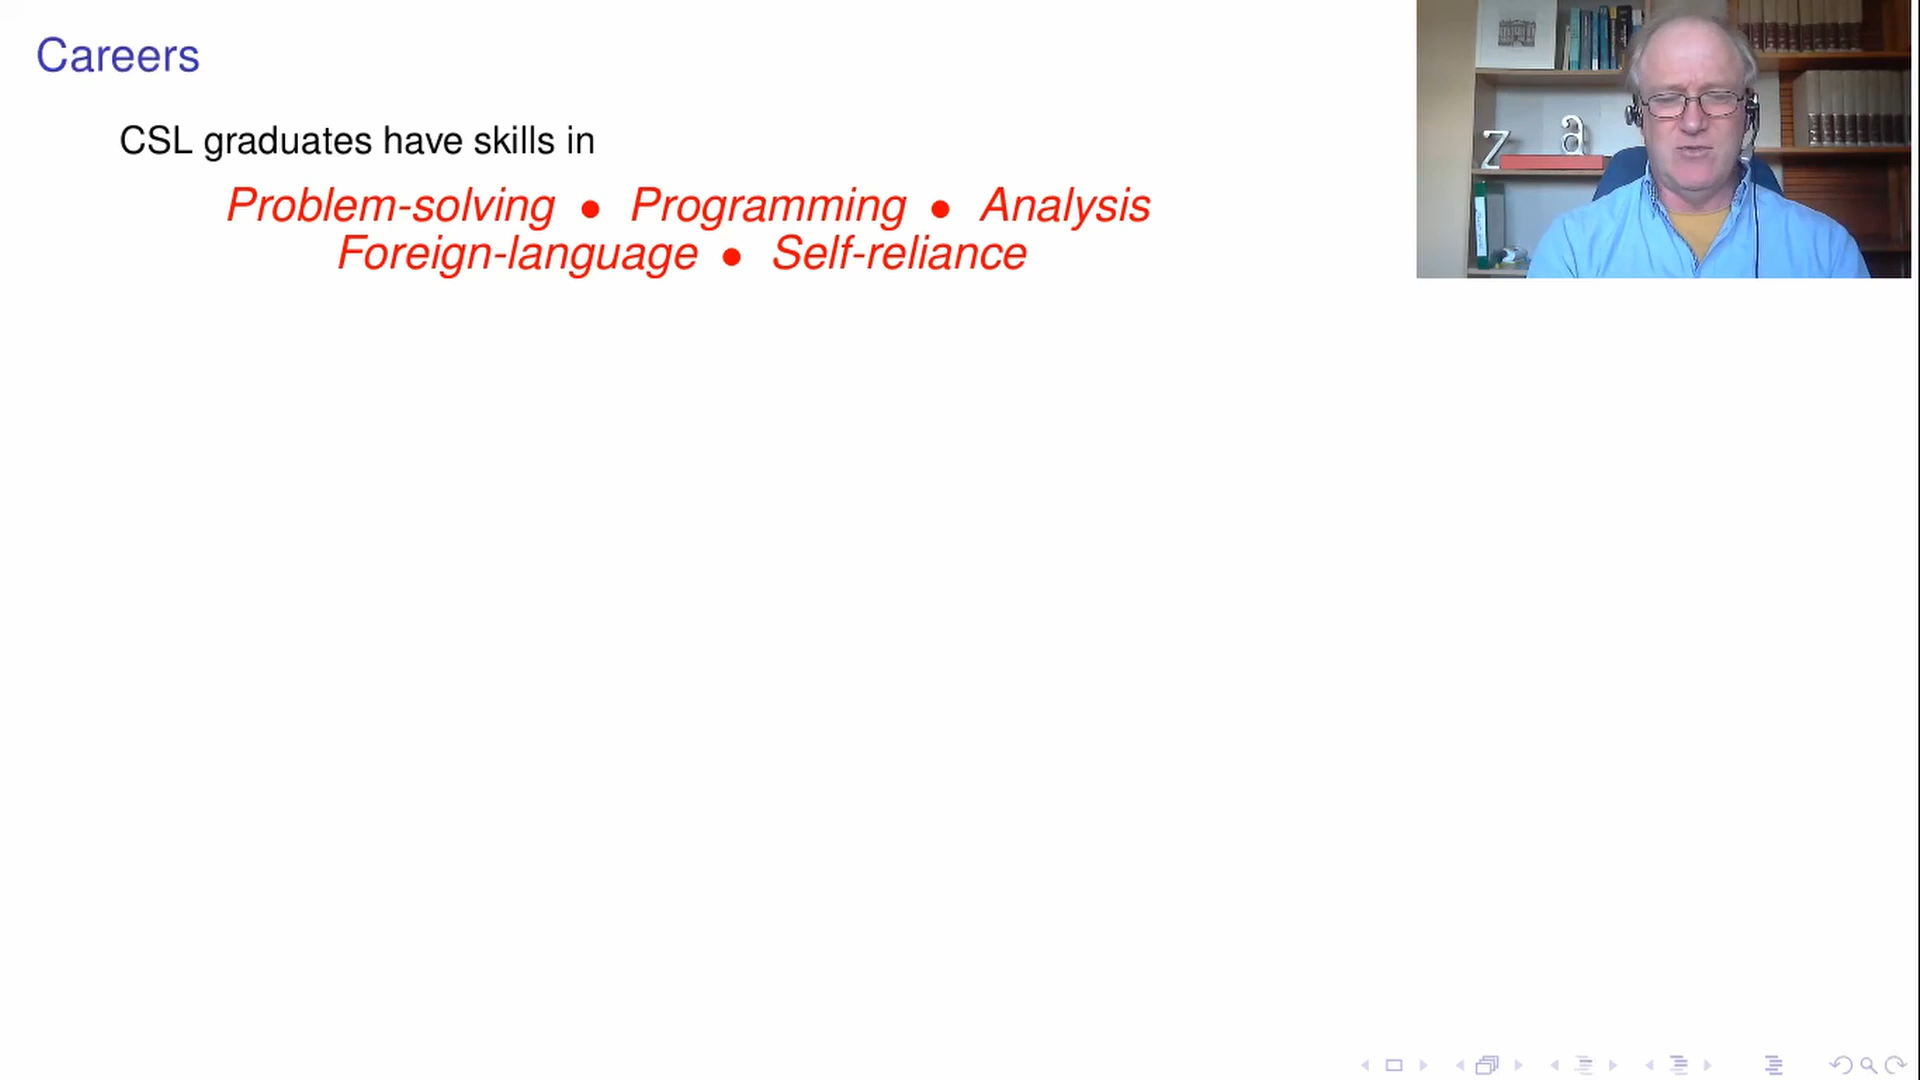 Careers
CSL graduates have skills in
Problem-solving • Programming • Analysis
Foreign-language • Self-reliance
z a